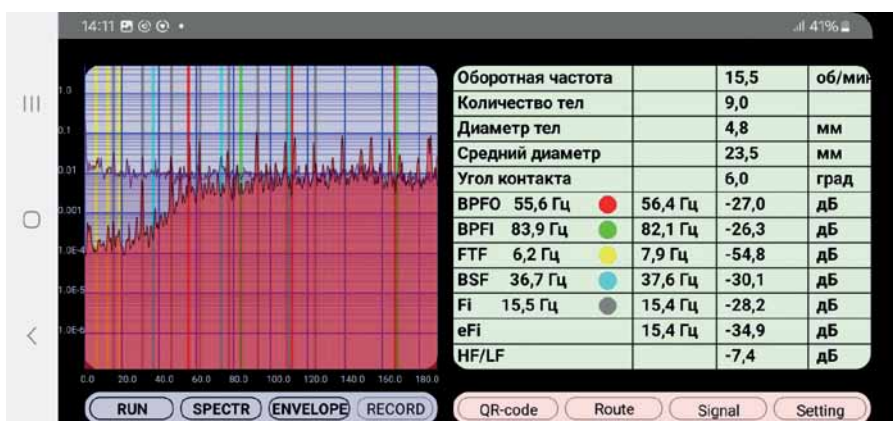 14:11
41%
1.0
0.1
0.01
0.001
1.0E-4
1.0E-5
1.0E-6
0.0 20.0 40.0 60.0 80.0 100.0 120.0 140.0 160.0 180.0
RUN SPECTR ENVELOPE RECORD
Оборотная частота 15,5 об/мин
Количество тел 9,0
Диаметр тел 4,8 мм
Средний диаметр 23,5 мм
Угол контакта 6,0 град
BPFO 55,6 Гц 56,4 Гц -27,0 дБ
BPFI 83,9 Гц 82,1 Гц -26,3 дБ
FTF 6,2 Гц 7,9 Гц -54,8 дБ
BSF 36,7 Гц 37,6 Гц -30,1 дБ
Fi 15,5 Гц 15,4 Гц -28,2 дБ
eFi 15,4 Гц -34,9 дБ
HF/LF -7,4 дБ
QR-code Route Signal Setting